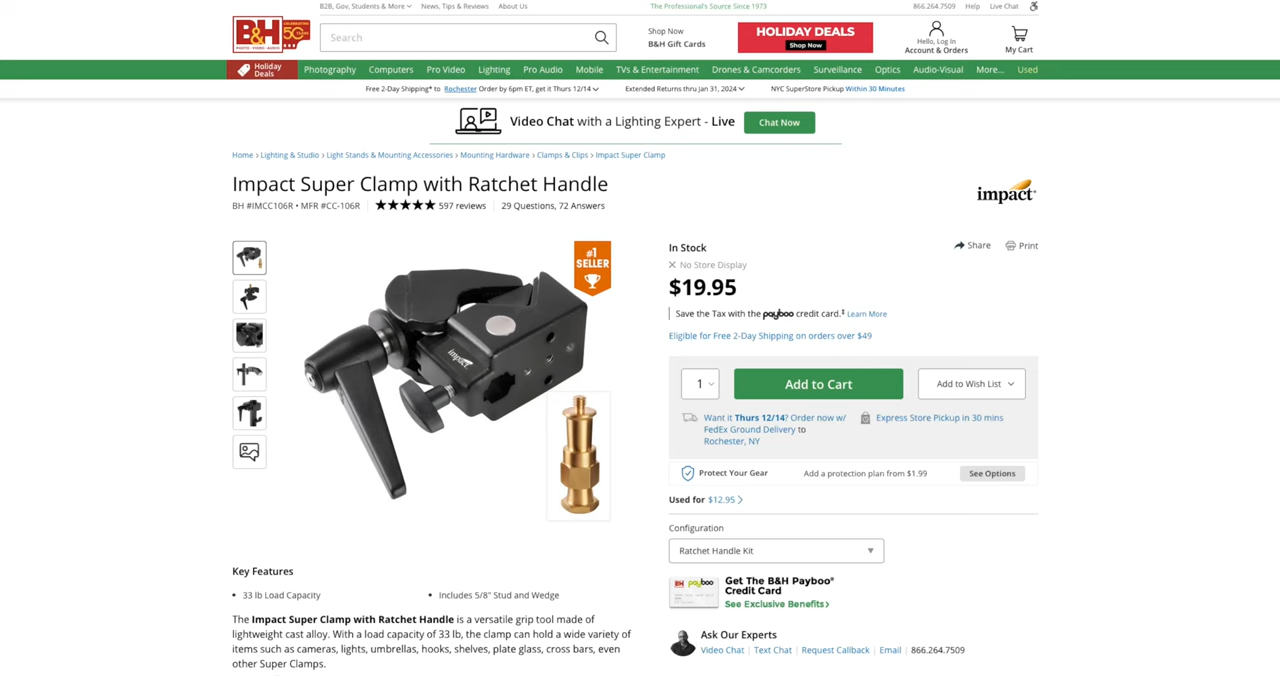 B2B, Gov, Students & More News, Tips & Reviews About Us
The Professional's Source Since 1973
866.264.7509 Help Live Chat
B&H
PHOTO · VIDEO · AUDIO
CELEBRATING
50 YEARS
Search
Shop Now
B&H Gift Cards
HOLIDAY DEALS
Shop Now
Hello, Log In
Account & Orders
My Cart
Holiday
Deals
Photography Computers Pro Video Lighting Pro Audio Mobile TVs & Entertainment Drones & Camcorders Surveillance Optics Audio-Visual More... Used
Free 2-Day Shipping* to Rochester Order by 6pm ET, get it Thurs 12/14
Extended Returns thru Jan 31, 2024
NYC SuperStore Pickup Within 30 Minutes
Video Chat with a Lighting Expert - Live
Chat Now
Home > Lighting & Studio > Light Stands & Mounting Accessories > Mounting Hardware > Clamps & Clips > Impact Super Clamp
Impact Super Clamp with Ratchet Handle
impact
BH #IMCC106R • MFR #CC-106R ★★★★★ 597 reviews 29 Questions, 72 Answers
#1
SELLER
impact
In Stock
Share Print
No Store Display
$19.95
Save the Tax with the payboo credit card.‡ Learn More
Eligible for Free 2-Day Shipping on orders over $49
1
Add to Cart
Add to Wish List
Want it Thurs 12/14? Order now w/
FedEx Ground Delivery to
Rochester, NY
Express Store Pickup in 30 mins
Protect Your Gear Add a protection plan from $1.99 See Options
Used for $12.95
Configuration
Ratchet Handle Kit
B&H payboo
Get The B&H Payboo®
Credit Card
See Exclusive Benefits
Ask Our Experts
Video Chat | Text Chat | Request Callback | Email | 866.264.7509
Key Features
• 33 lb Load Capacity
• Includes 5/8" Stud and Wedge
The Impact Super Clamp with Ratchet Handle is a versatile grip tool made of
lightweight cast alloy. With a load capacity of 33 lb, the clamp can hold a wide variety of
items such as cameras, lights, umbrellas, hooks, shelves, plate glass, cross bars, even
other Super Clamps.